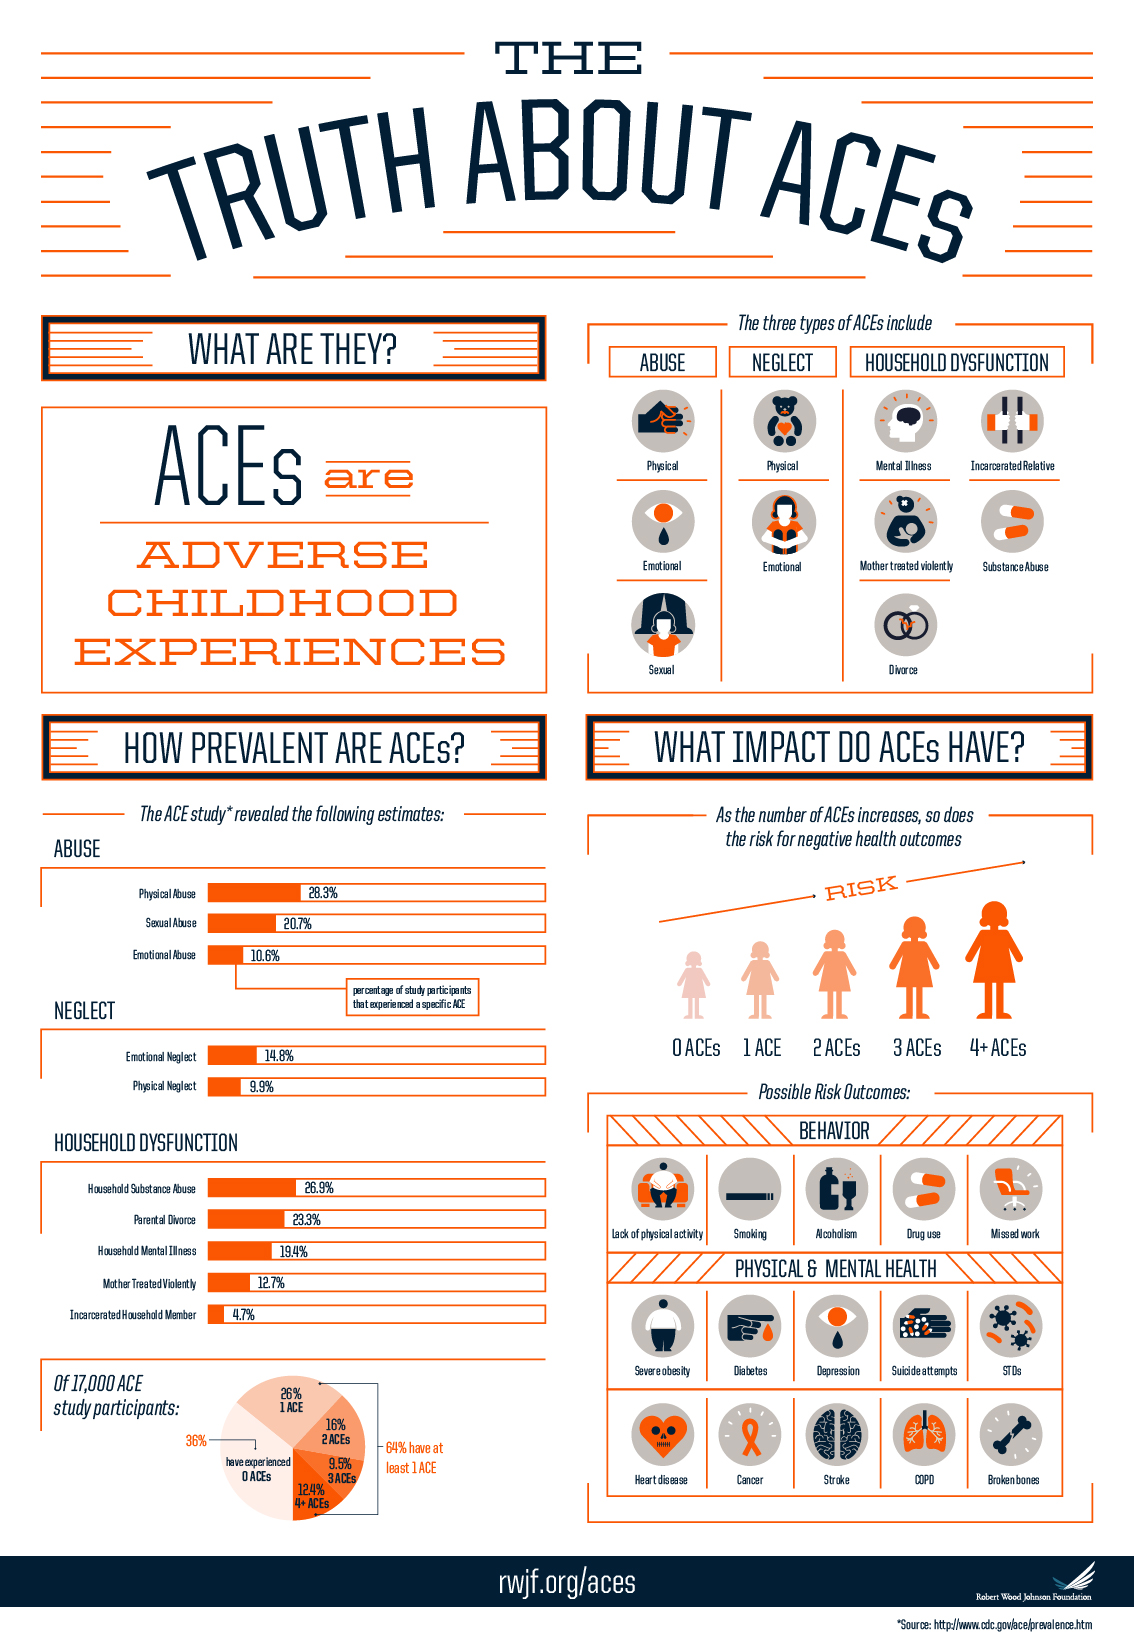 THE
TRUTH ABOUT ACEs
WHAT ARE THEY?
ACEs are
ADVERSE
CHILDHOOD
EXPERIENCES
The three types of ACEs include
ABUSE
NEGLECT
HOUSEHOLD DYSFUNCTION
Physical
Physical
Mental Illness
Incarcerated Relative
Emotional
Emotional
Mother treated violently
Substance Abuse
Sexual
Divorce
HOW PREVALENT ARE ACEs?
The ACE study* revealed the following estimates:
ABUSE
Physical Abuse 28.3%
Sexual Abuse 20.7%
Emotional Abuse 10.6%
percentage of study participants
that experienced a specific ACE
NEGLECT
Emotional Neglect 14.8%
Physical Neglect 9.9%
HOUSEHOLD DYSFUNCTION
Household Substance Abuse 26.9%
Parental Divorce 23.3%
Household Mental Illness 19.4%
Mother Treated Violently 12.7%
Incarcerated Household Member 4.7%
Of 17,000 ACE
study participants:
26%
1 ACE
16%
2 ACEs
9.5%
3 ACEs
12.4%
4+ ACEs
36%
have experienced
0 ACEs
64% have at
least 1 ACE
WHAT IMPACT DO ACEs HAVE?
As the number of ACEs increases, so does
the risk for negative health outcomes
RISK
0 ACEs
1 ACE
2 ACEs
3 ACEs
4+ ACEs
Possible Risk Outcomes:
BEHAVIOR
Lack of physical activity
Smoking
Alcoholism
Drug use
Missed work
PHYSICAL & MENTAL HEALTH
Severe obesity
Diabetes
Depression
Suicide attempts
STDs
Heart disease
Cancer
Stroke
COPD
Broken bones
rwjf.org/aces
Robert Wood Johnson Foundation
*Source: http://www.cdc.gov/ace/prevalence.htm